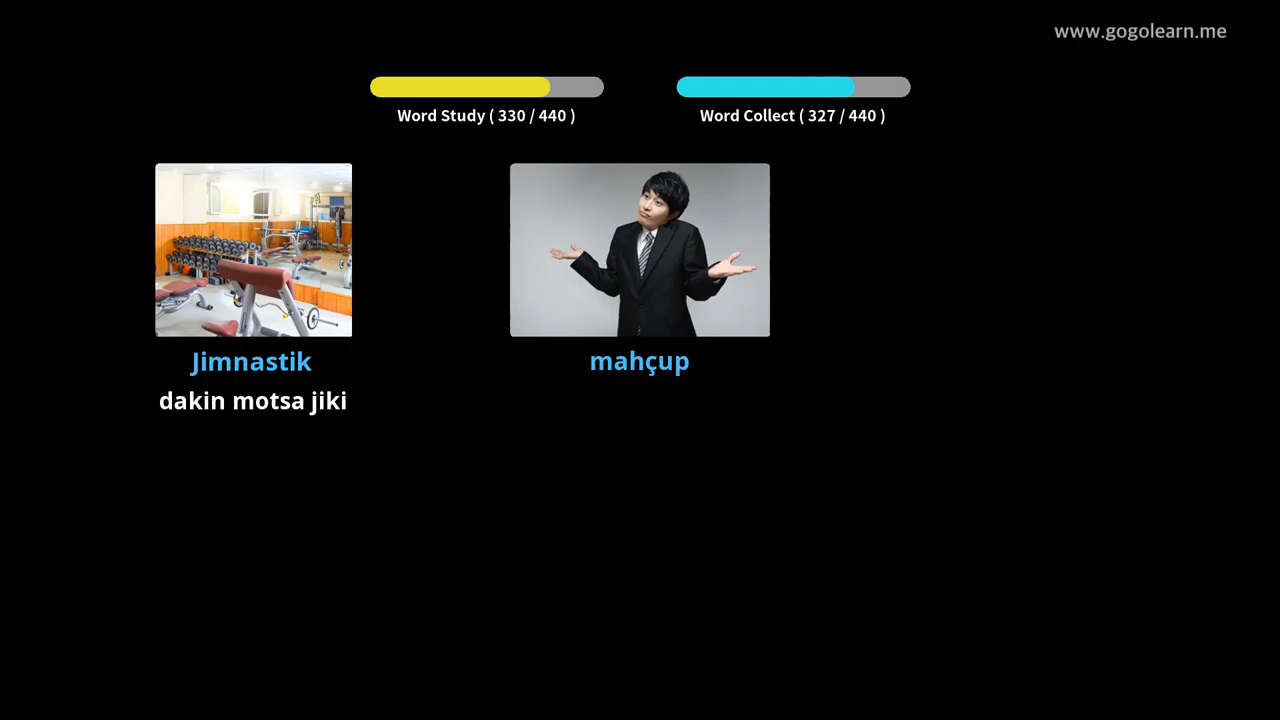 www.gogolearn.me
Word Study ( 330 / 440 )
Word Collect ( 327 / 440 )
Jimnastik
dakin motsa jiki
mahçup